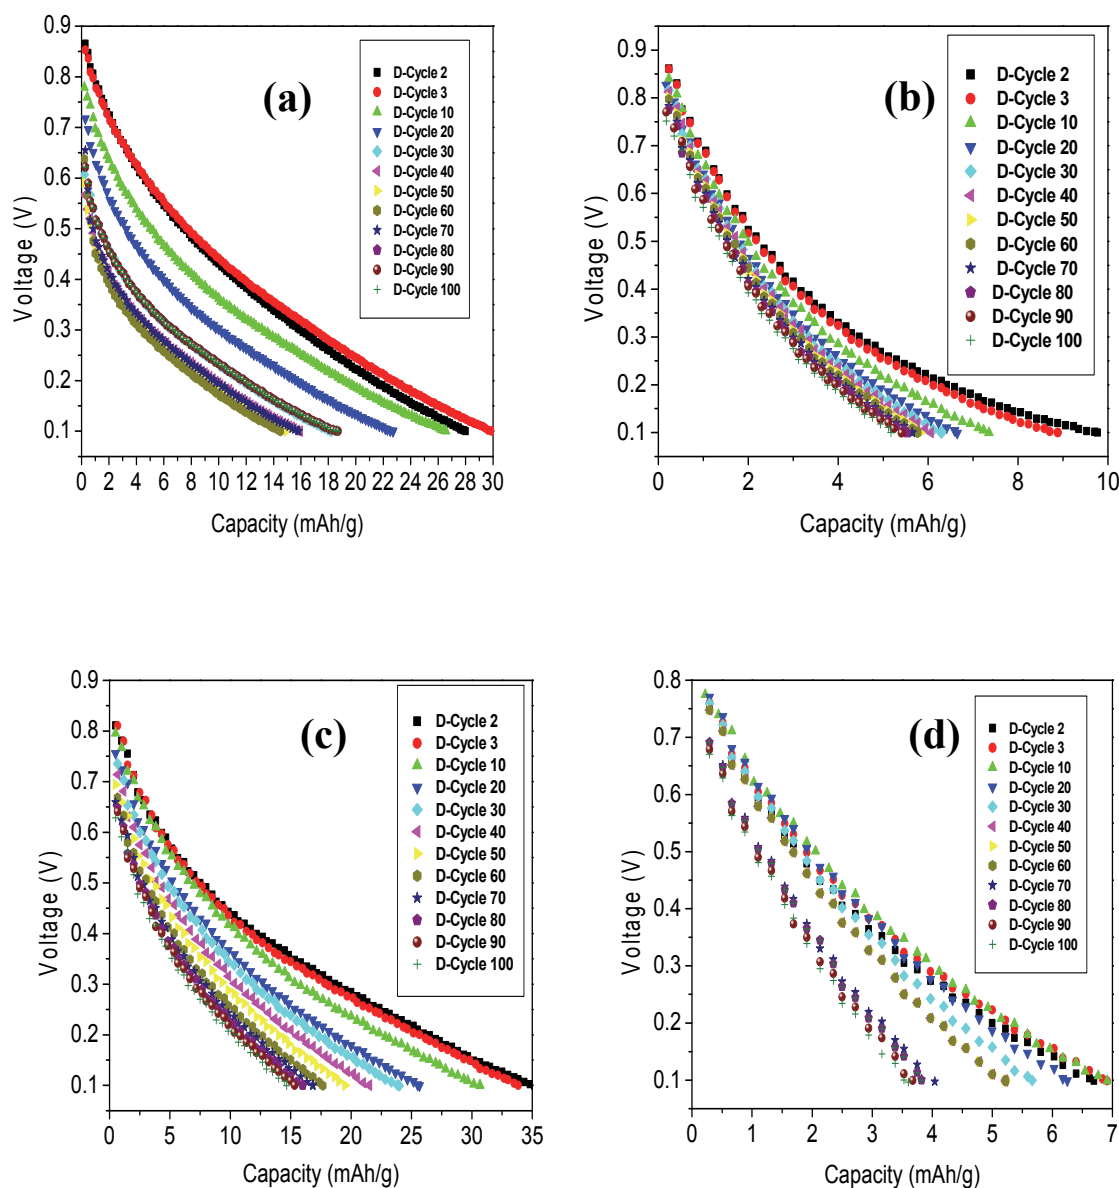 (a)
D-Cycle 2
D-Cycle 3
D-Cycle 10
D-Cycle 20
D-Cycle 30
D-Cycle 40
D-Cycle 50
D-Cycle 60
D-Cycle 70
D-Cycle 80
D-Cycle 90
D-Cycle 100
Voltage (V)
0.9
0.8
0.7
0.6
0.5
0.4
0.3
0.2
0.1
0 2 4 6 8 10 12 14 16 18 20 22 24 26 28 30
Capacity (mAh/g)
(b)
D-Cycle 2
D-Cycle 3
D-Cycle 10
D-Cycle 20
D-Cycle 30
D-Cycle 40
D-Cycle 50
D-Cycle 60
D-Cycle 70
D-Cycle 80
D-Cycle 90
D-Cycle 100
Voltage (V)
0.9
0.8
0.7
0.6
0.5
0.4
0.3
0.2
0.1
0 2 4 6 8 10
Capacity (mAh/g)
(c)
D-Cycle 2
D-Cycle 3
D-Cycle 10
D-Cycle 20
D-Cycle 30
D-Cycle 40
D-Cycle 50
D-Cycle 60
D-Cycle 70
D-Cycle 80
D-Cycle 90
D-Cycle 100
Voltage (V)
0.9
0.8
0.7
0.6
0.5
0.4
0.3
0.2
0.1
0 5 10 15 20 25 30 35
Capacity (mAh/g)
(d)
D-Cycle 2
D-Cycle 3
D-Cycle 10
D-Cycle 20
D-Cycle 30
D-Cycle 40
D-Cycle 50
D-Cycle 60
D-Cycle 70
D-Cycle 80
D-Cycle 90
D-Cycle 100
Voltage (V)
0.8
0.7
0.6
0.5
0.4
0.3
0.2
0.1
0 1 2 3 4 5 6 7
Capacity (mAh/g)